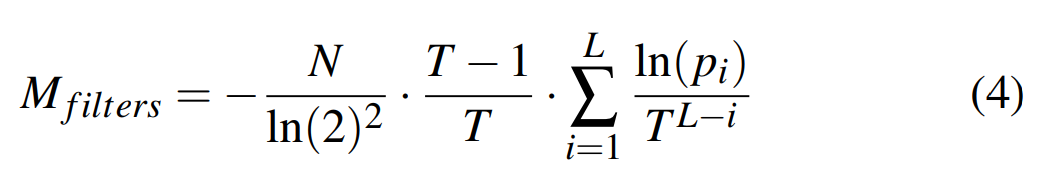 M_{filters} = -\frac{N}{\ln(2)^2} \cdot \frac{T-1}{T} \cdot \sum_{i=1}^{L} \frac{\ln(p_i)}{T^{L-i}} (4)